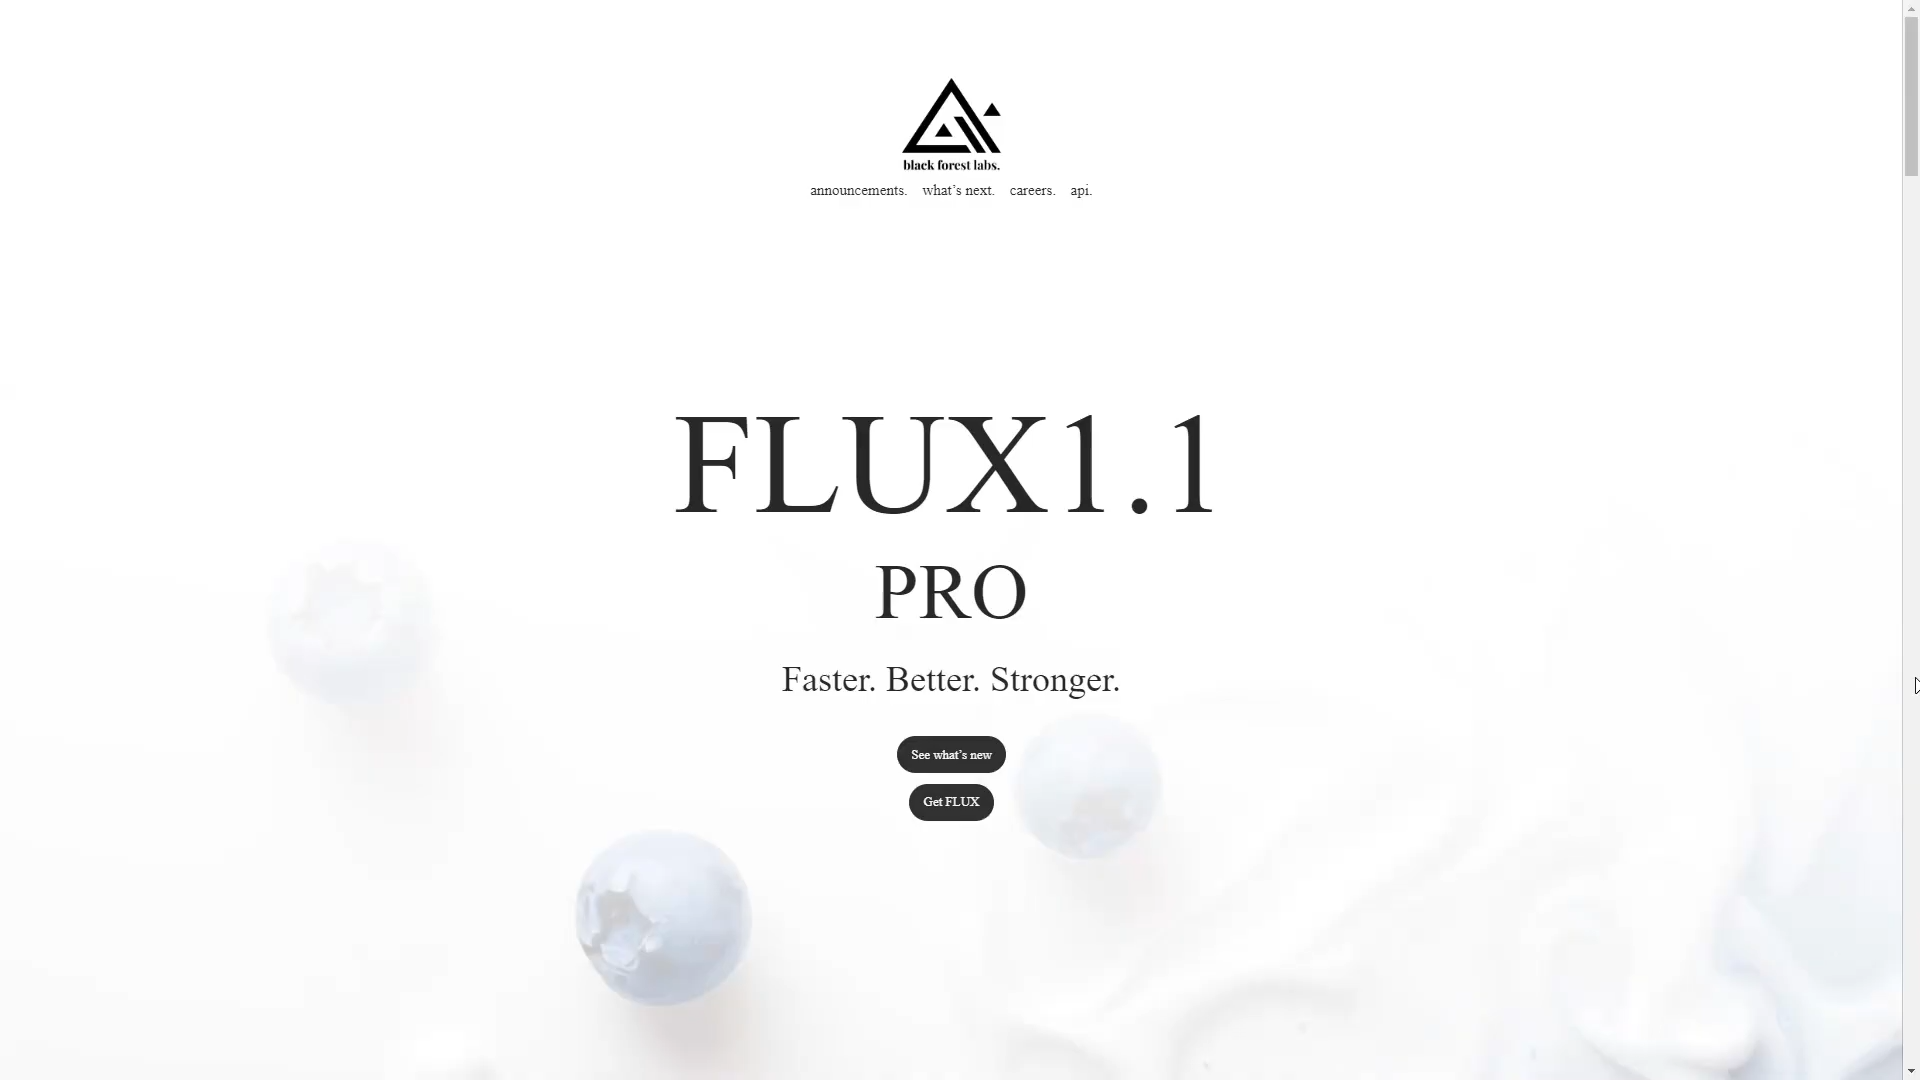 black forest labs.
announcements. what’s next. careers. api.
FLUX1.1
PRO
Faster. Better. Stronger.
See what’s new
Get FLUX